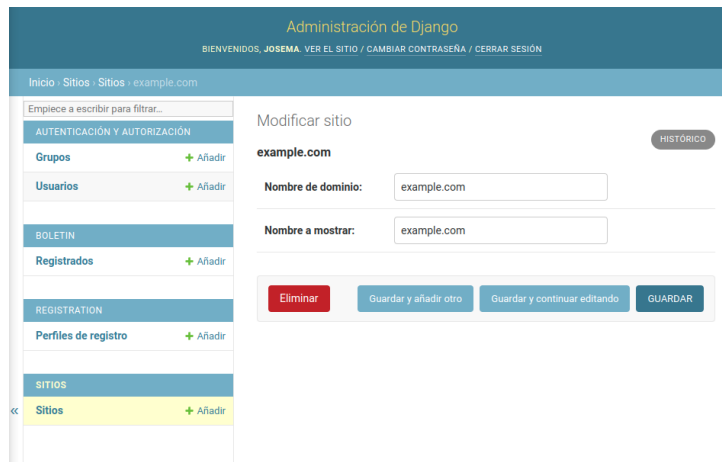 Administración de Django
BIENVENIDOS, JOSEMA. VER EL SITIO / CAMBIAR CONTRASEÑA / CERRAR SESIÓN
Inicio › Sitios › Sitios › example.com
Empiece a escribir para filtrar...
AUTENTICACIÓN Y AUTORIZACIÓN
Grupos + Añadir
Usuarios + Añadir
BOLETIN
Registrados + Añadir
REGISTRATION
Perfiles de registro + Añadir
SITIOS
« Sitios + Añadir
Modificar sitio
HISTÓRICO
example.com
Nombre de dominio: example.com
Nombre a mostrar: example.com
Eliminar Guardar y añadir otro Guardar y continuar editando GUARDAR